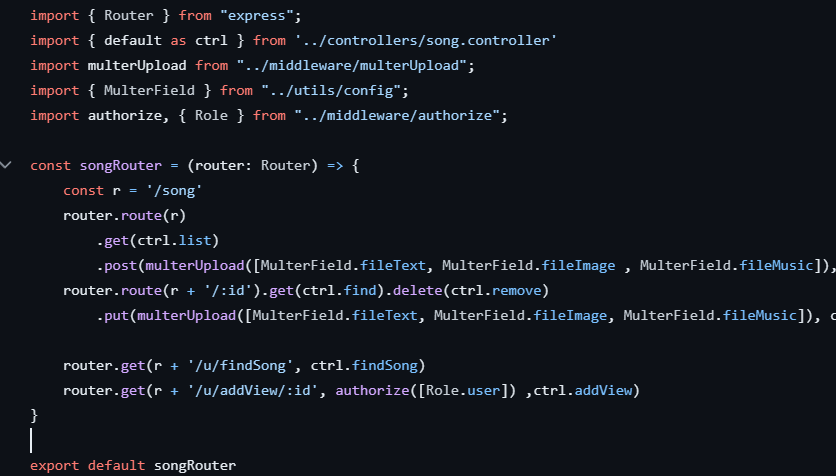 import { Router } from "express";
import { default as ctrl } from '../controllers/song.controller'
import multerUpload from "../middleware/multerUpload";
import { MulterField } from "../utils/config";
import authorize, { Role } from "../middleware/authorize";
const songRouter = (router: Router) => {
const r = '/song'
router.route(r)
.get(ctrl.list)
.post(multerUpload([MulterField.fileText, MulterField.fileImage , MulterField.fileMusic]),
router.route(r + '/:id').get(ctrl.find).delete(ctrl.remove)
.put(multerUpload([MulterField.fileText, MulterField.fileImage, MulterField.fileMusic]), c
router.get(r + '/u/findSong', ctrl.findSong)
router.get(r + '/u/addView/:id', authorize([Role.user]) ,ctrl.addView)
}
export default songRouter